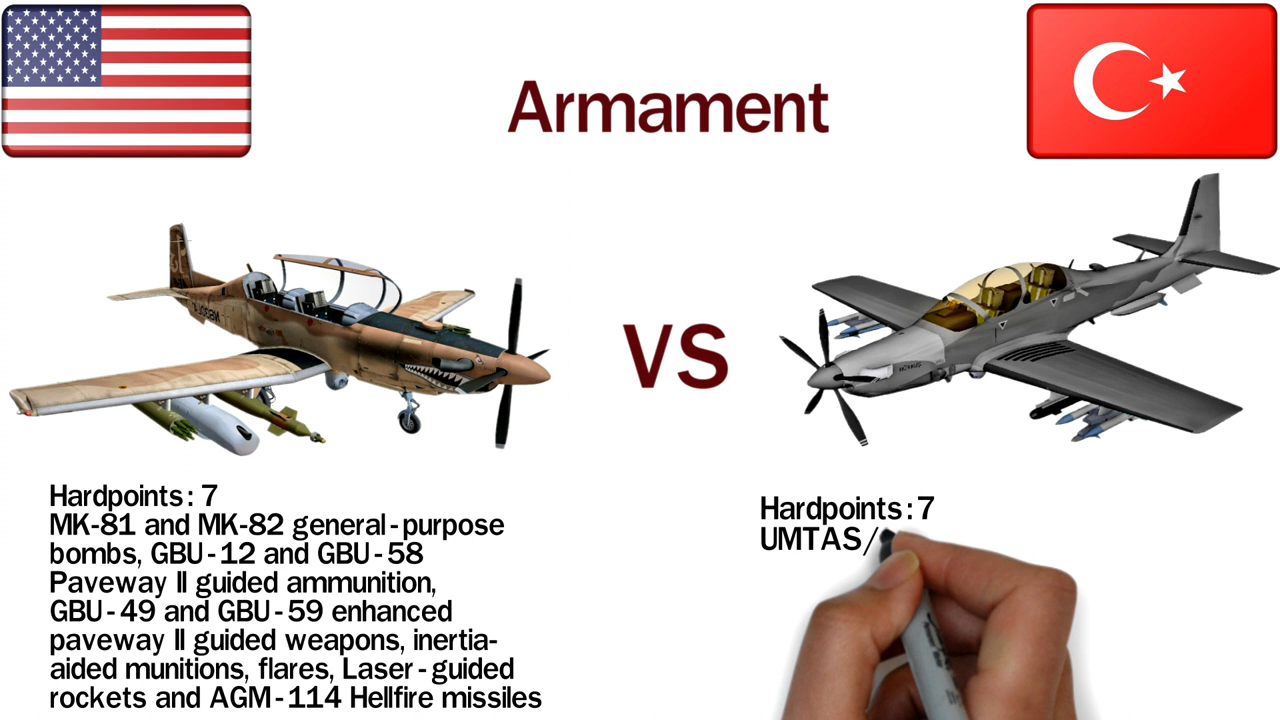 Armament
VS
Hardpoints: 7
MK-81 and MK-82 general-purpose
bombs, GBU-12 and GBU-58
Paveway II guided ammunition,
GBU-49 and GBU-59 enhanced
paveway II guided weapons, inertia-
aided munitions, flares, Laser-guided
rockets and AGM-114 Hellfire missiles
Hardpoints: 7
UMTAS/